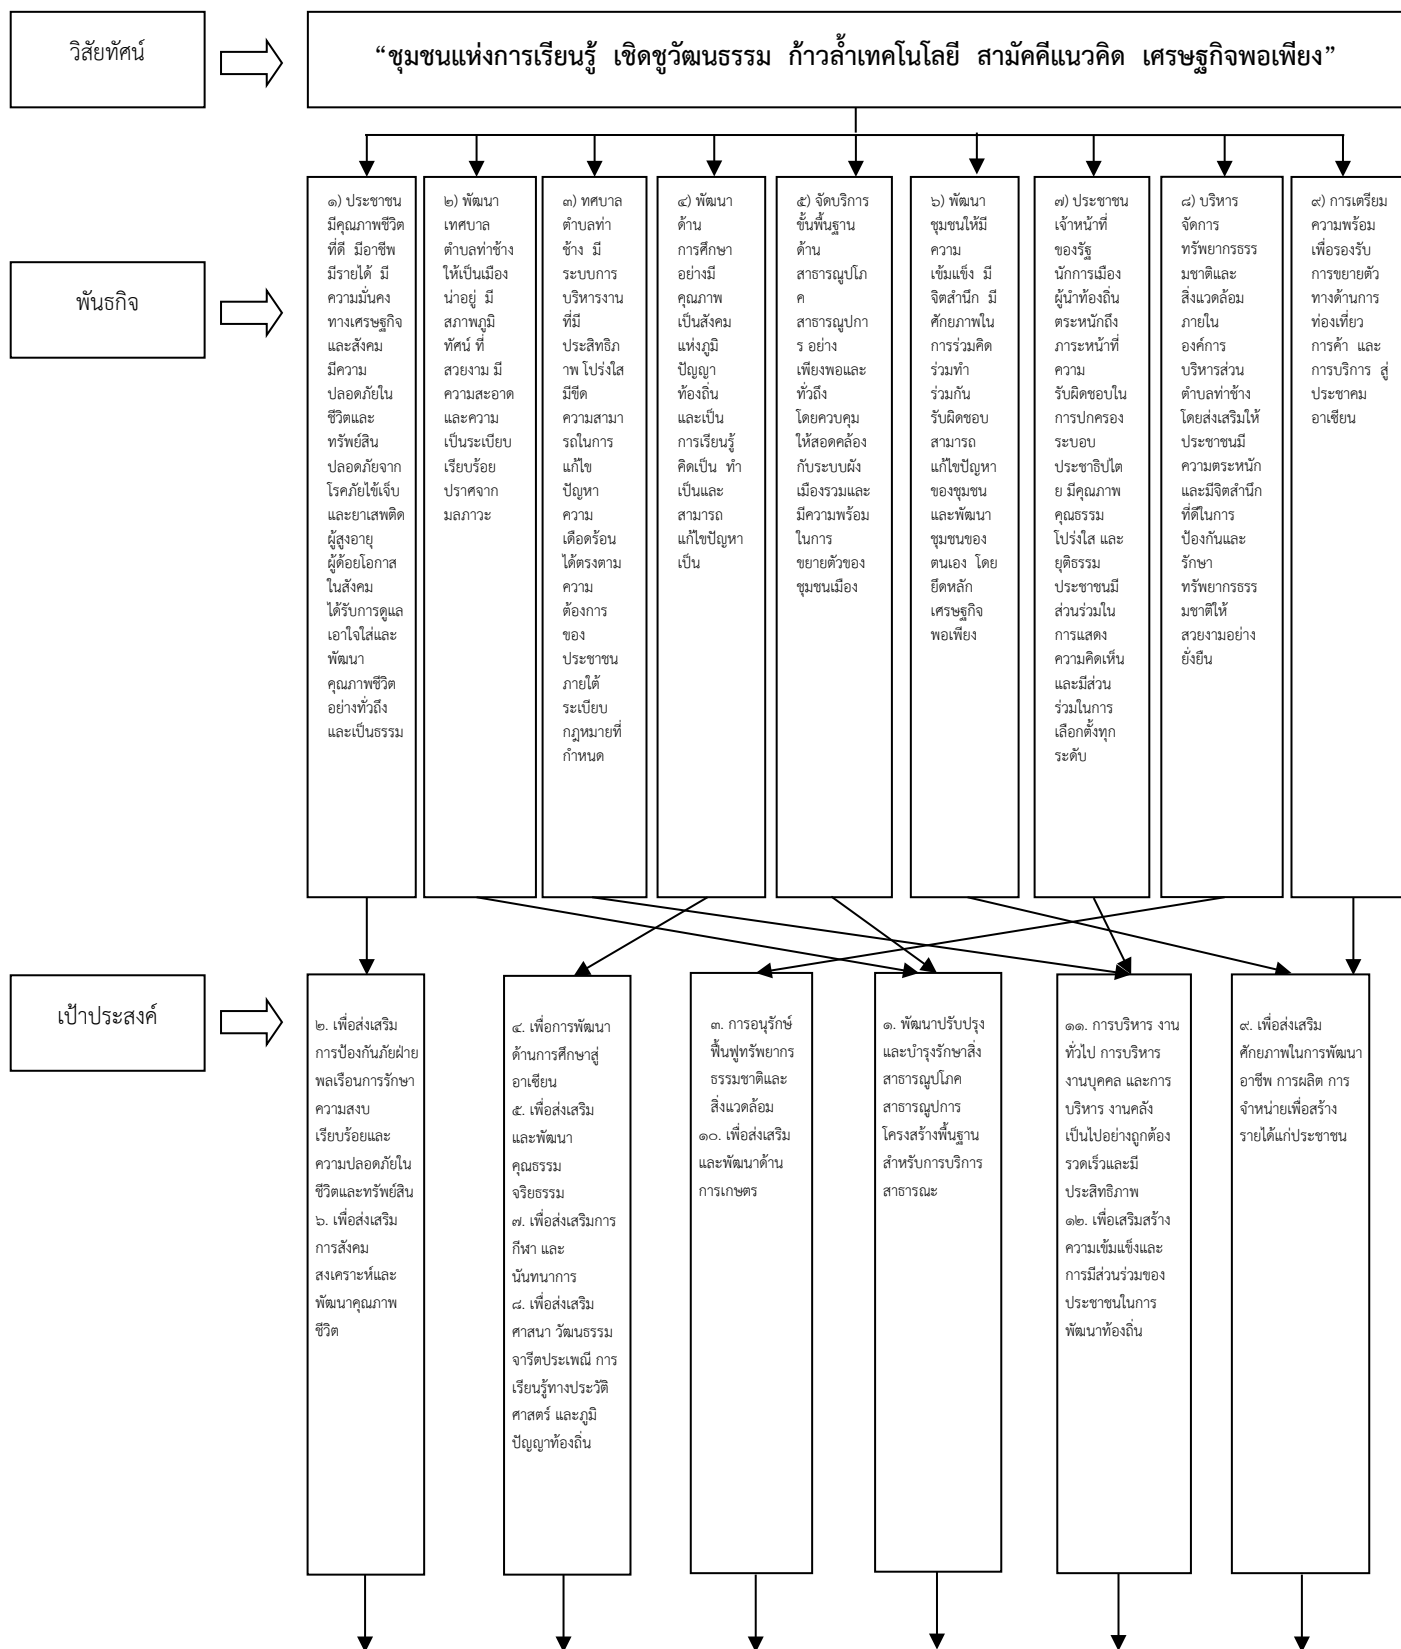 วิสัยทัศน์
“ชุมชนแห่งการเรียนรู้ เชิดชูวัฒนธรรม ก้าวล้ำเทคโนโลยี สามัคคีแนวคิด เศรษฐกิจพอเพียง”
พันธกิจ
๑) ประชาชน
มีคุณภาพชีวิต
ที่ดี มีอาชีพ
มีรายได้ มี
ความมั่นคง
ทางเศรษฐกิจ
และสังคม
มีความ
ปลอดภัยใน
ชีวิตและ
ทรัพย์สิน
ปลอดภัยจาก
โรคภัยไข้เจ็บ
และยาเสพติด
ผู้สูงอายุ
ผู้ด้อยโอกาส
ในสังคม
ได้รับการดูแล
เอาใจใส่และ
พัฒนา
คุณภาพชีวิต
อย่างทั่วถึง
และเป็นธรรม
๒) พัฒนา
เทศบาล
ตำบลท่าช้าง
ให้เป็นเมือง
น่าอยู่ มี
สภาพภูมิ
ทัศน์ ที่
สวยงาม มี
ความสะอาด
และความ
เป็นระเบียบ
เรียบร้อย
ปราศจาก
มลภาวะ
๓) ทศบาล
ตำบลท่า
ช้าง มี
ระบบการ
บริหารงาน
ที่มี
ประสิทธิภ
าพ โปร่งใส
มีขีด
ความสามา
รถในการ
แก้ไข
ปัญหา
ความ
เดือดร้อน
ได้ตรงตาม
ความ
ต้องการ
ของ
ประชาชน
ภายใต้
ระเบียบ
กฎหมายที่
กำหนด
๔) พัฒนา
ด้าน
การศึกษา
อย่างมี
คุณภาพ
เป็นสังคม
แห่งภูมิ
ปัญญา
ท้องถิ่น
และเป็น
การเรียนรู้
คิดเป็น ทำ
เป็นและ
สามารถ
แก้ไขปัญหา
เป็น
๕) จัดบริการ
ขั้นพื้นฐาน
ด้าน
สาธารณูปโภ
ค
สาธารณูปกา
ร อย่าง
เพียงพอและ
ทั่วถึง
โดยควบคุม
ให้สอดคล้อง
กับระบบผัง
เมืองรวมและ
มีความพร้อม
ในการ
ขยายตัวของ
ชุมชนเมือง
๖) พัฒนา
ชุมชนให้มี
ความ
เข้มแข็ง มี
จิตสำนึก มี
ศักยภาพใน
การร่วมคิด
ร่วมทำ
ร่วมกัน
รับผิดชอบ
สามารถ
แก้ไขปัญหา
ของชุมชน
และพัฒนา
ชุมชนของ
ตนเอง โดย
ยึดหลัก
เศรษฐกิจ
พอเพียง
๗) ประชาชน
เจ้าหน้าที่
ของรัฐ
นักการเมือง
ผู้นำท้องถิ่น
ตระหนักถึง
ภาระหน้าที่
ความ
รับผิดชอบใน
การปกครอง
ระบอบ
ประชาธิปไต
ย มีคุณภาพ
คุณธรรม
โปร่งใส และ
ยุติธรรม
ประชาชนมี
ส่วนร่วมใน
การแสดง
ความคิดเห็น
และมีส่วน
ร่วมในการ
เลือกตั้งทุก
ระดับ
๘) บริหาร
จัดการ
ทรัพยากรธรร
มชาติและ
สิ่งแวดล้อม
ภายใน
องค์การ
บริหารส่วน
ตำบลท่าช้าง
โดยส่งเสริมให้
ประชาชนมี
ความตระหนัก
และมีจิตสำนึก
ที่ดีในการ
ป้องกันและ
รักษา
ทรัพยากรธรร
มชาติให้
สวยงามอย่าง
ยั่งยืน
๙) การเตรียม
ความพร้อม
เพื่อรองรับ
การขยายตัว
ทางด้านการ
ท่องเที่ยว
การค้า และ
การบริการ สู่
ประชาคม
อาเซียน
เป้าประสงค์
๒. เพื่อส่งเสริม
การป้องกันภัยฝ่าย
พลเรือนการรักษา
ความสงบ
เรียบร้อยและ
ความปลอดภัยใน
ชีวิตและทรัพย์สิน
๖. เพื่อส่งเสริม
การสังคม
สงเคราะห์และ
พัฒนาคุณภาพ
ชีวิต
๔. เพื่อการพัฒนา
ด้านการศึกษาสู่
อาเซียน
๕. เพื่อส่งเสริม
และพัฒนา
คุณธรรม
จริยธรรม
๗. เพื่อส่งเสริมการ
กีฬา และ
นันทนาการ
๘. เพื่อส่งเสริม
ศาสนา วัฒนธรรม
จารีตประเพณี การ
เรียนรู้ทางประวัติ
ศาสตร์ และภูมิ
ปัญญาท้องถิ่น
๓. การอนุรักษ์
ฟื้นฟูทรัพยากร
ธรรมชาติและ
สิ่งแวดล้อม
๑๐. เพื่อส่งเสริม
และพัฒนาด้าน
การเกษตร
๑. พัฒนาปรับปรุง
และบำรุงรักษาสิ่ง
สาธารณูปโภค
สาธารณูปการ
โครงสร้างพื้นฐาน
สำหรับการบริการ
สาธารณะ
๑๑. การบริหาร งาน
ทั่วไป การบริหาร
งานบุคคล และการ
บริหาร งานคลัง
เป็นไปอย่างถูกต้อง
รวดเร็วและมี
ประสิทธิภาพ
๑๒. เพื่อเสริมสร้าง
ความเข้มแข็งและ
การมีส่วนร่วมของ
ประชาชนในการ
พัฒนาท้องถิ่น
๙. เพื่อส่งเสริม
ศักยภาพในการพัฒนา
อาชีพ การผลิต การ
จำหน่ายเพื่อสร้าง
รายได้แก่ประชาชน